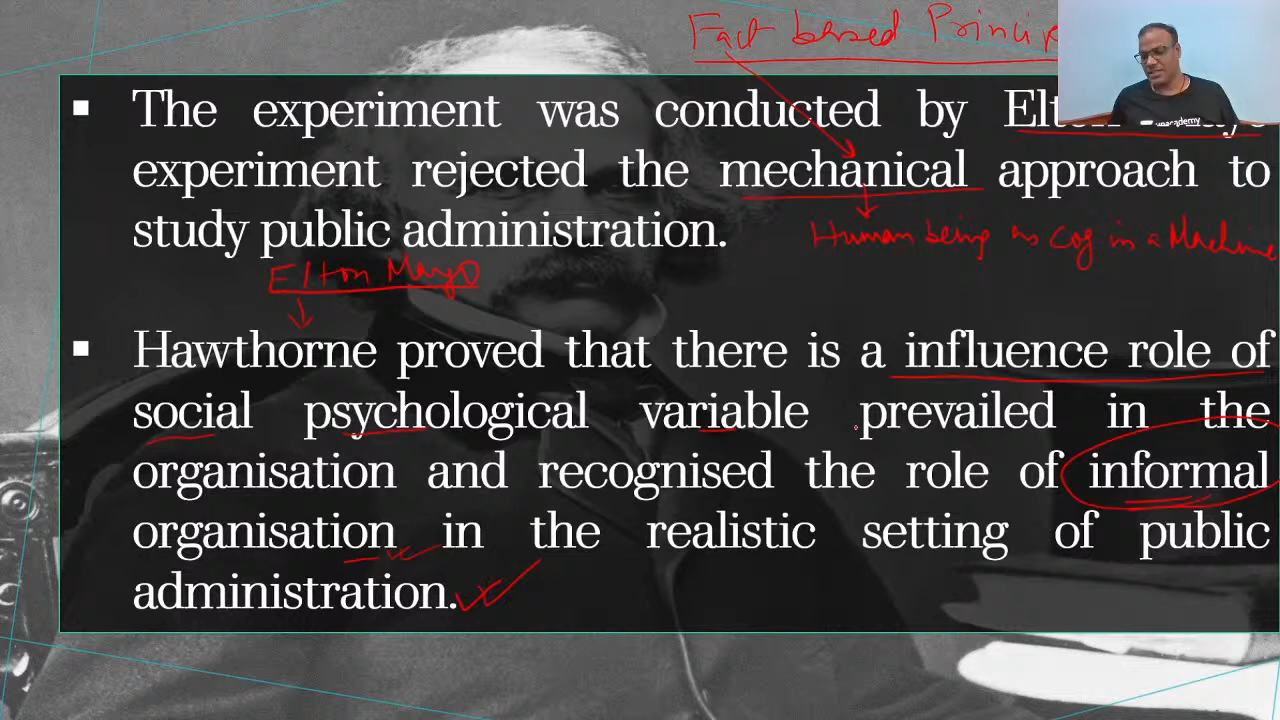 Fact based
▪ The experiment was conducted by
experiment rejected the mechanical approach to
study public administration.
Human being as cog in a Machine
Elton Mayo
▪ Hawthorne proved that there is a influence role of
social psychological variable prevailed in the
organisation and recognised the role of informal
organisation in the realistic setting of public
administration.